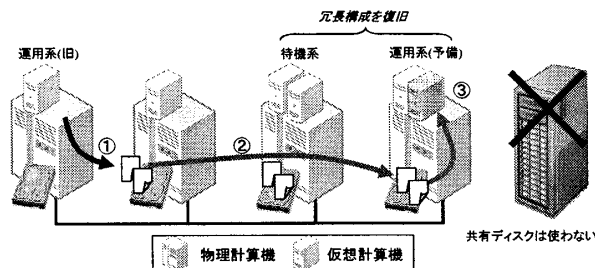 冗長構成を復旧
運用系(旧)
待機系
運用系(予備)
①
②
③
共有ディスクは使わない
物理計算機
仮想計算機